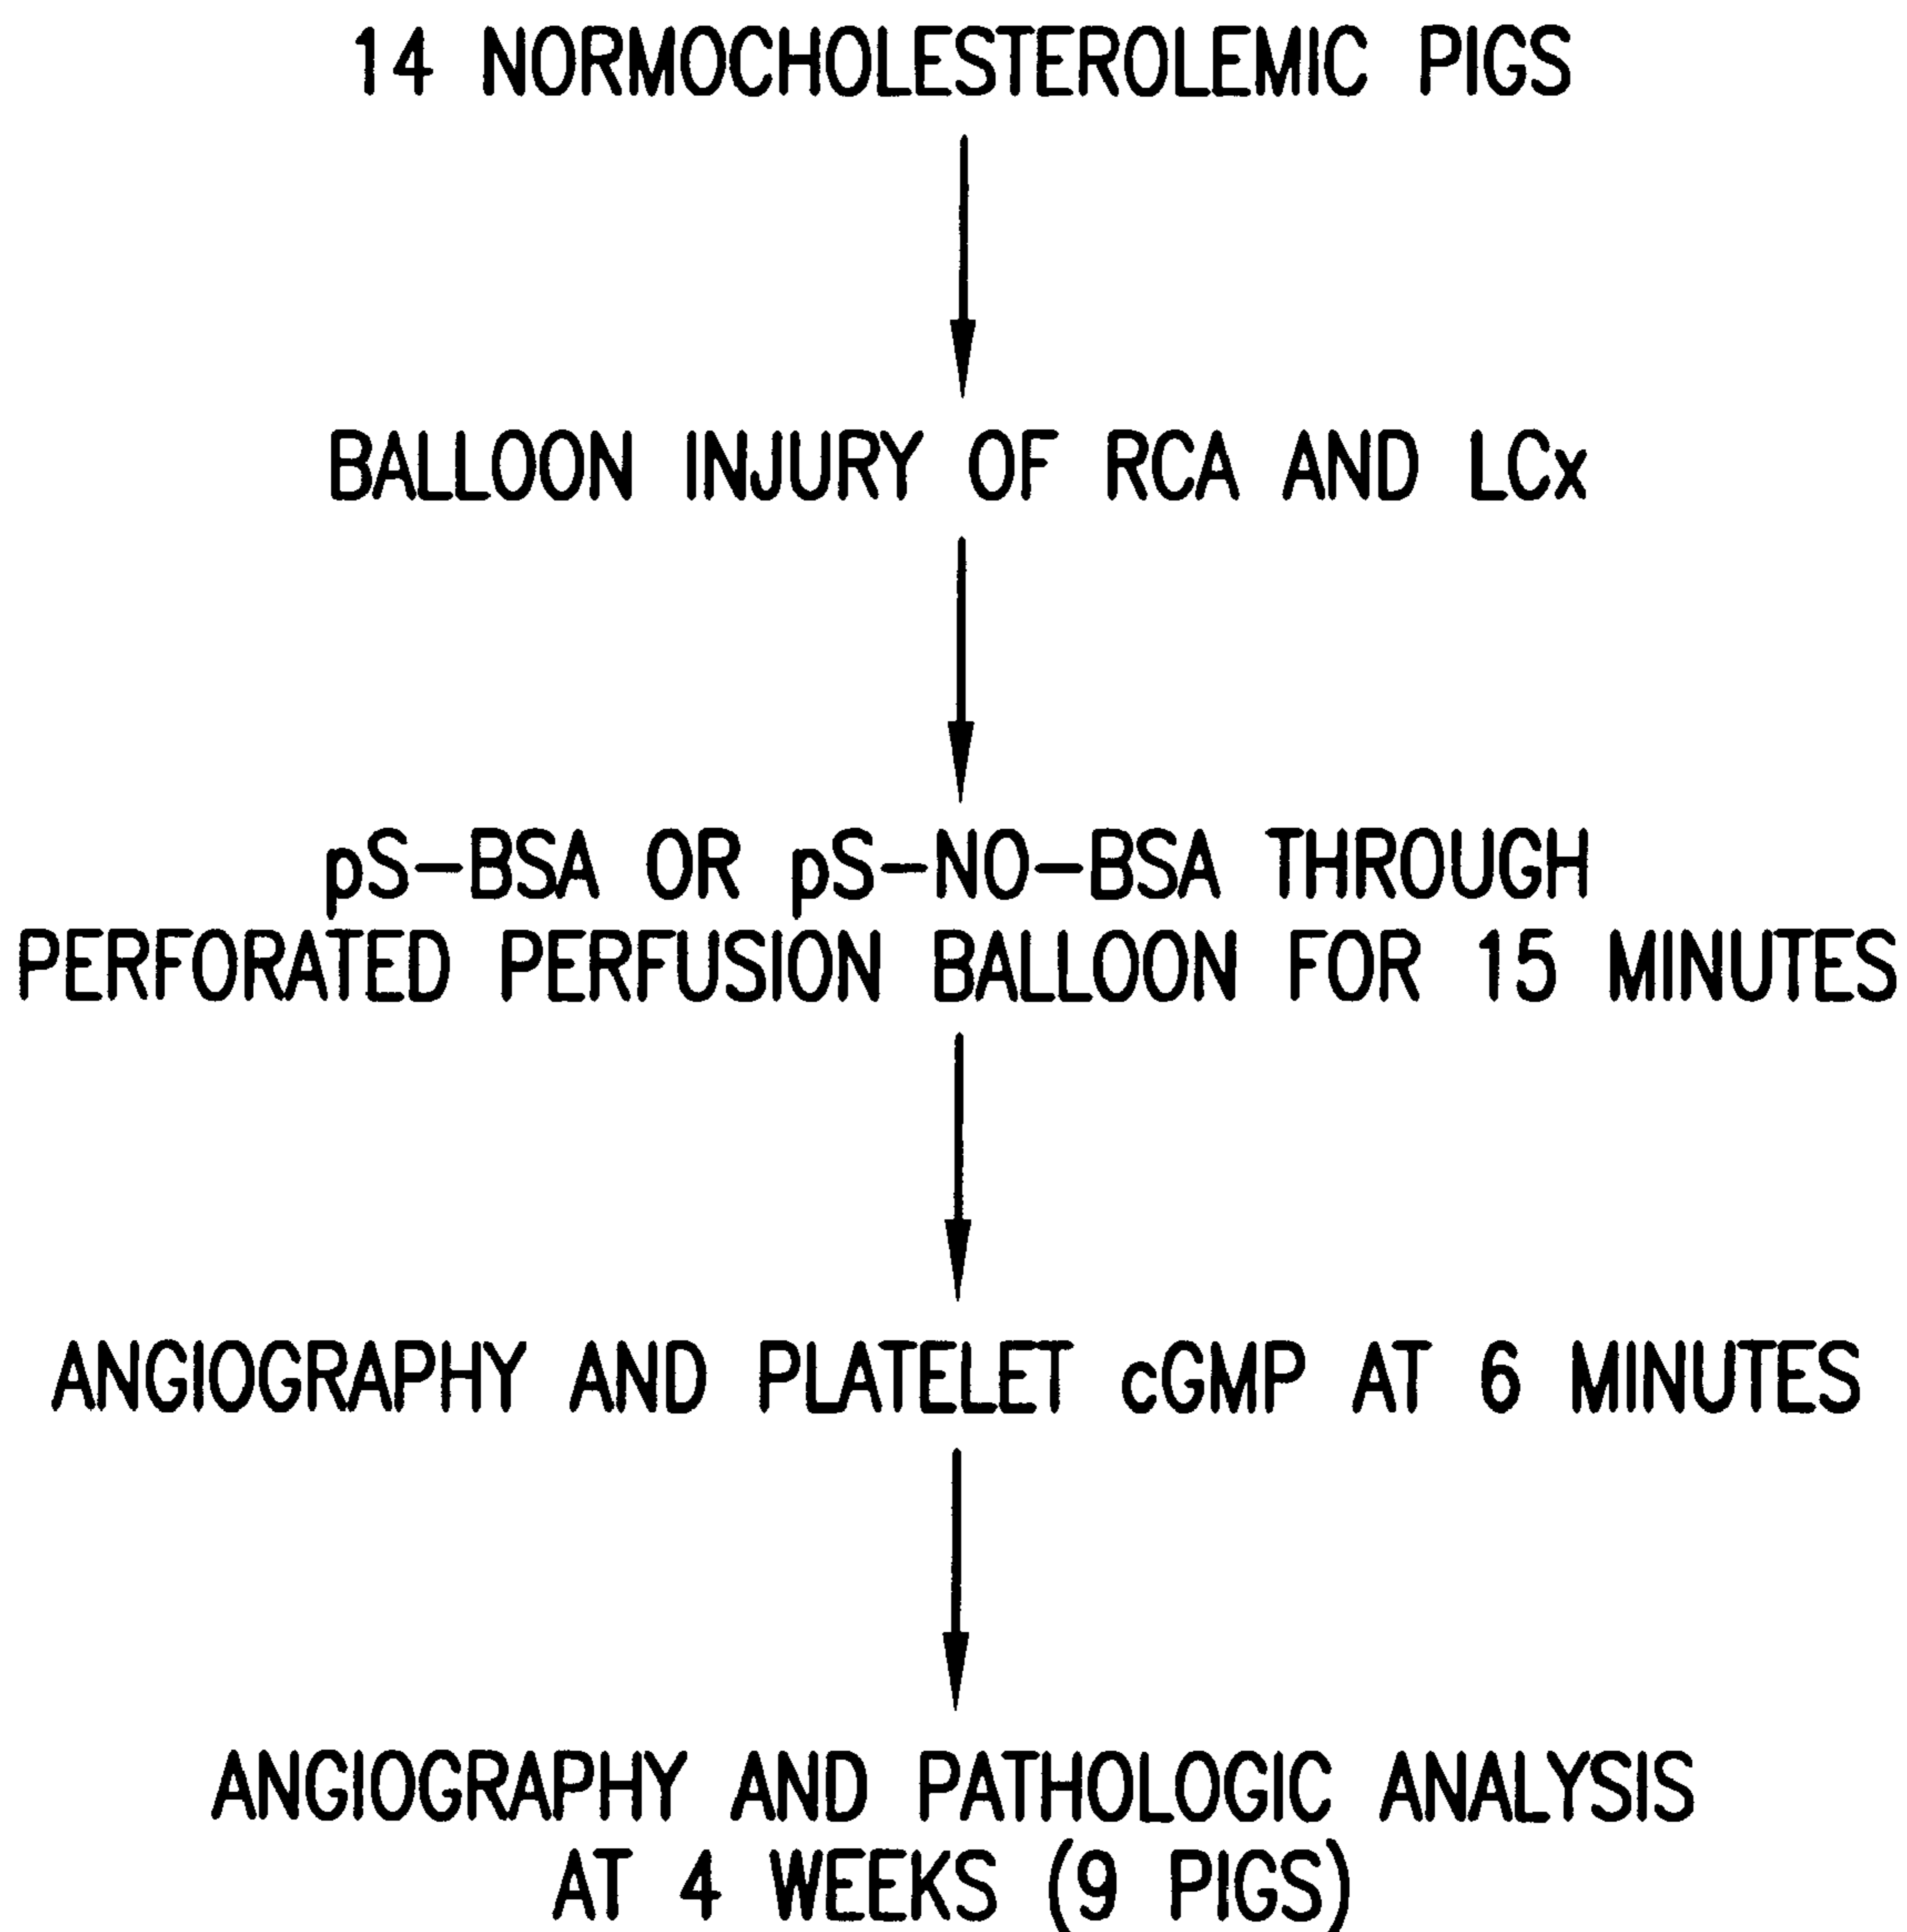 14 NORMOCHOLESTEROLEMIC PIGS
BALLOON INJURY OF RCA AND LCx
pS-BSA OR pS-NO-BSA THROUGH
PERFORATED PERFUSION BALLOON FOR 15 MINUTES
ANGIOGRAPHY AND PLATELET cGMP AT 6 MINUTES
ANGIOGRAPHY AND PATHOLOGIC ANALYSIS
AT 4 WEEKS (9 PIGS)